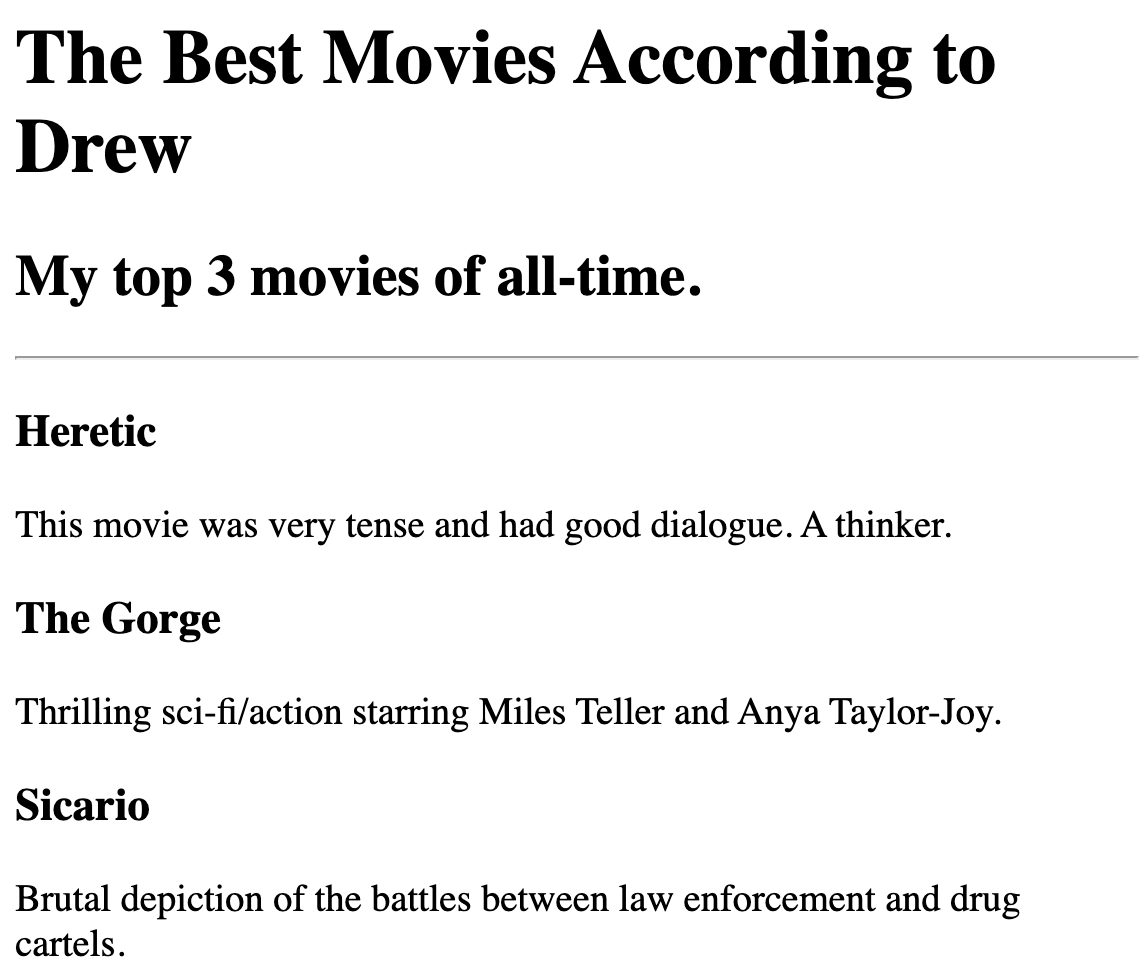 The Best Movies According to
Drew
My top 3 movies of all-time.
Heretic
This movie was very tense and had good dialogue. A thinker.
The Gorge
Thrilling sci-fi/action starring Miles Teller and Anya Taylor-Joy.
Sicario
Brutal depiction of the battles between law enforcement and drug
cartels.